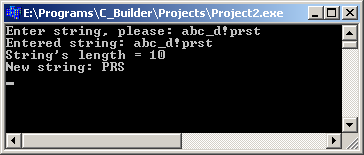 E:\Programs\C_Builder\Projects\Project2.exe
Enter string, please: abc_d!prst
Entered string: abc_d!prst
String's length = 10
New string: PRS